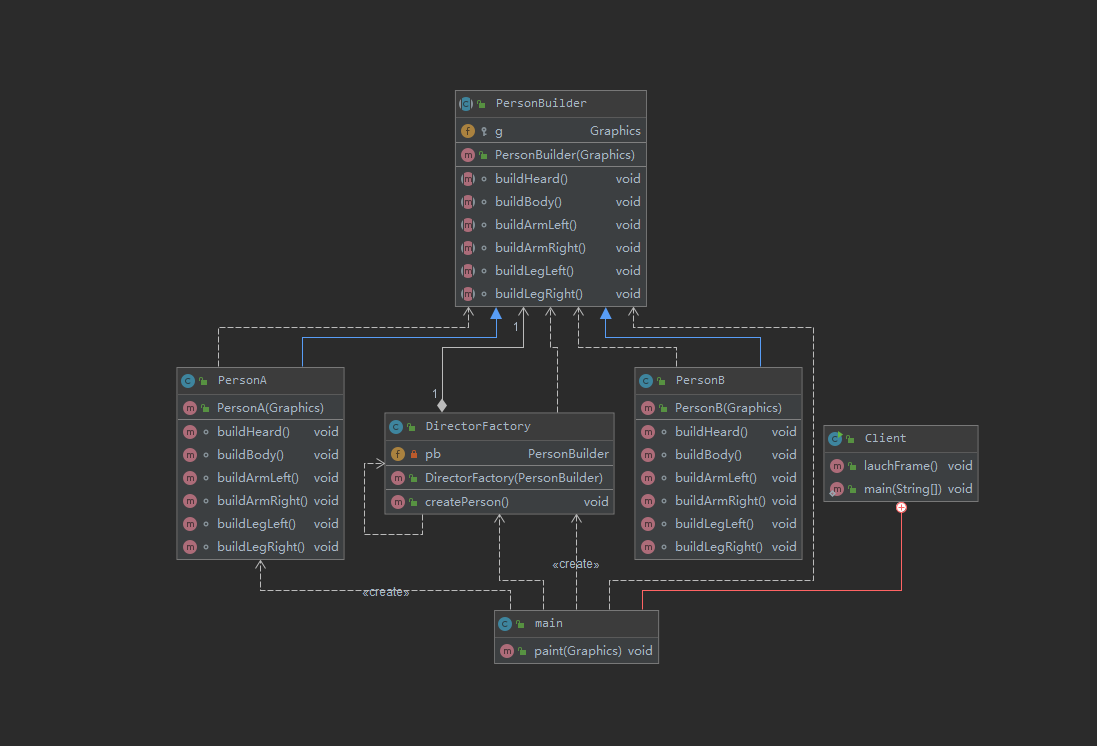 PersonBuilder
g Graphics
PersonBuilder(Graphics)
buildHeard() void
buildBody() void
buildArmLeft() void
buildArmRight() void
buildLegLeft() void
buildLegRight() void
1
1
PersonA
PersonA(Graphics)
buildHeard() void
buildBody() void
buildArmLeft() void
buildArmRight() void
buildLegLeft() void
buildLegRight() void
DirectorFactory
pb PersonBuilder
DirectorFactory(PersonBuilder)
createPerson() void
PersonB
PersonB(Graphics)
buildHeard() void
buildBody() void
buildArmLeft() void
buildArmRight() void
buildLegLeft() void
buildLegRight() void
Client
lauchFrame() void
main(String[]) void
«create»
«create»
main
paint(Graphics) void